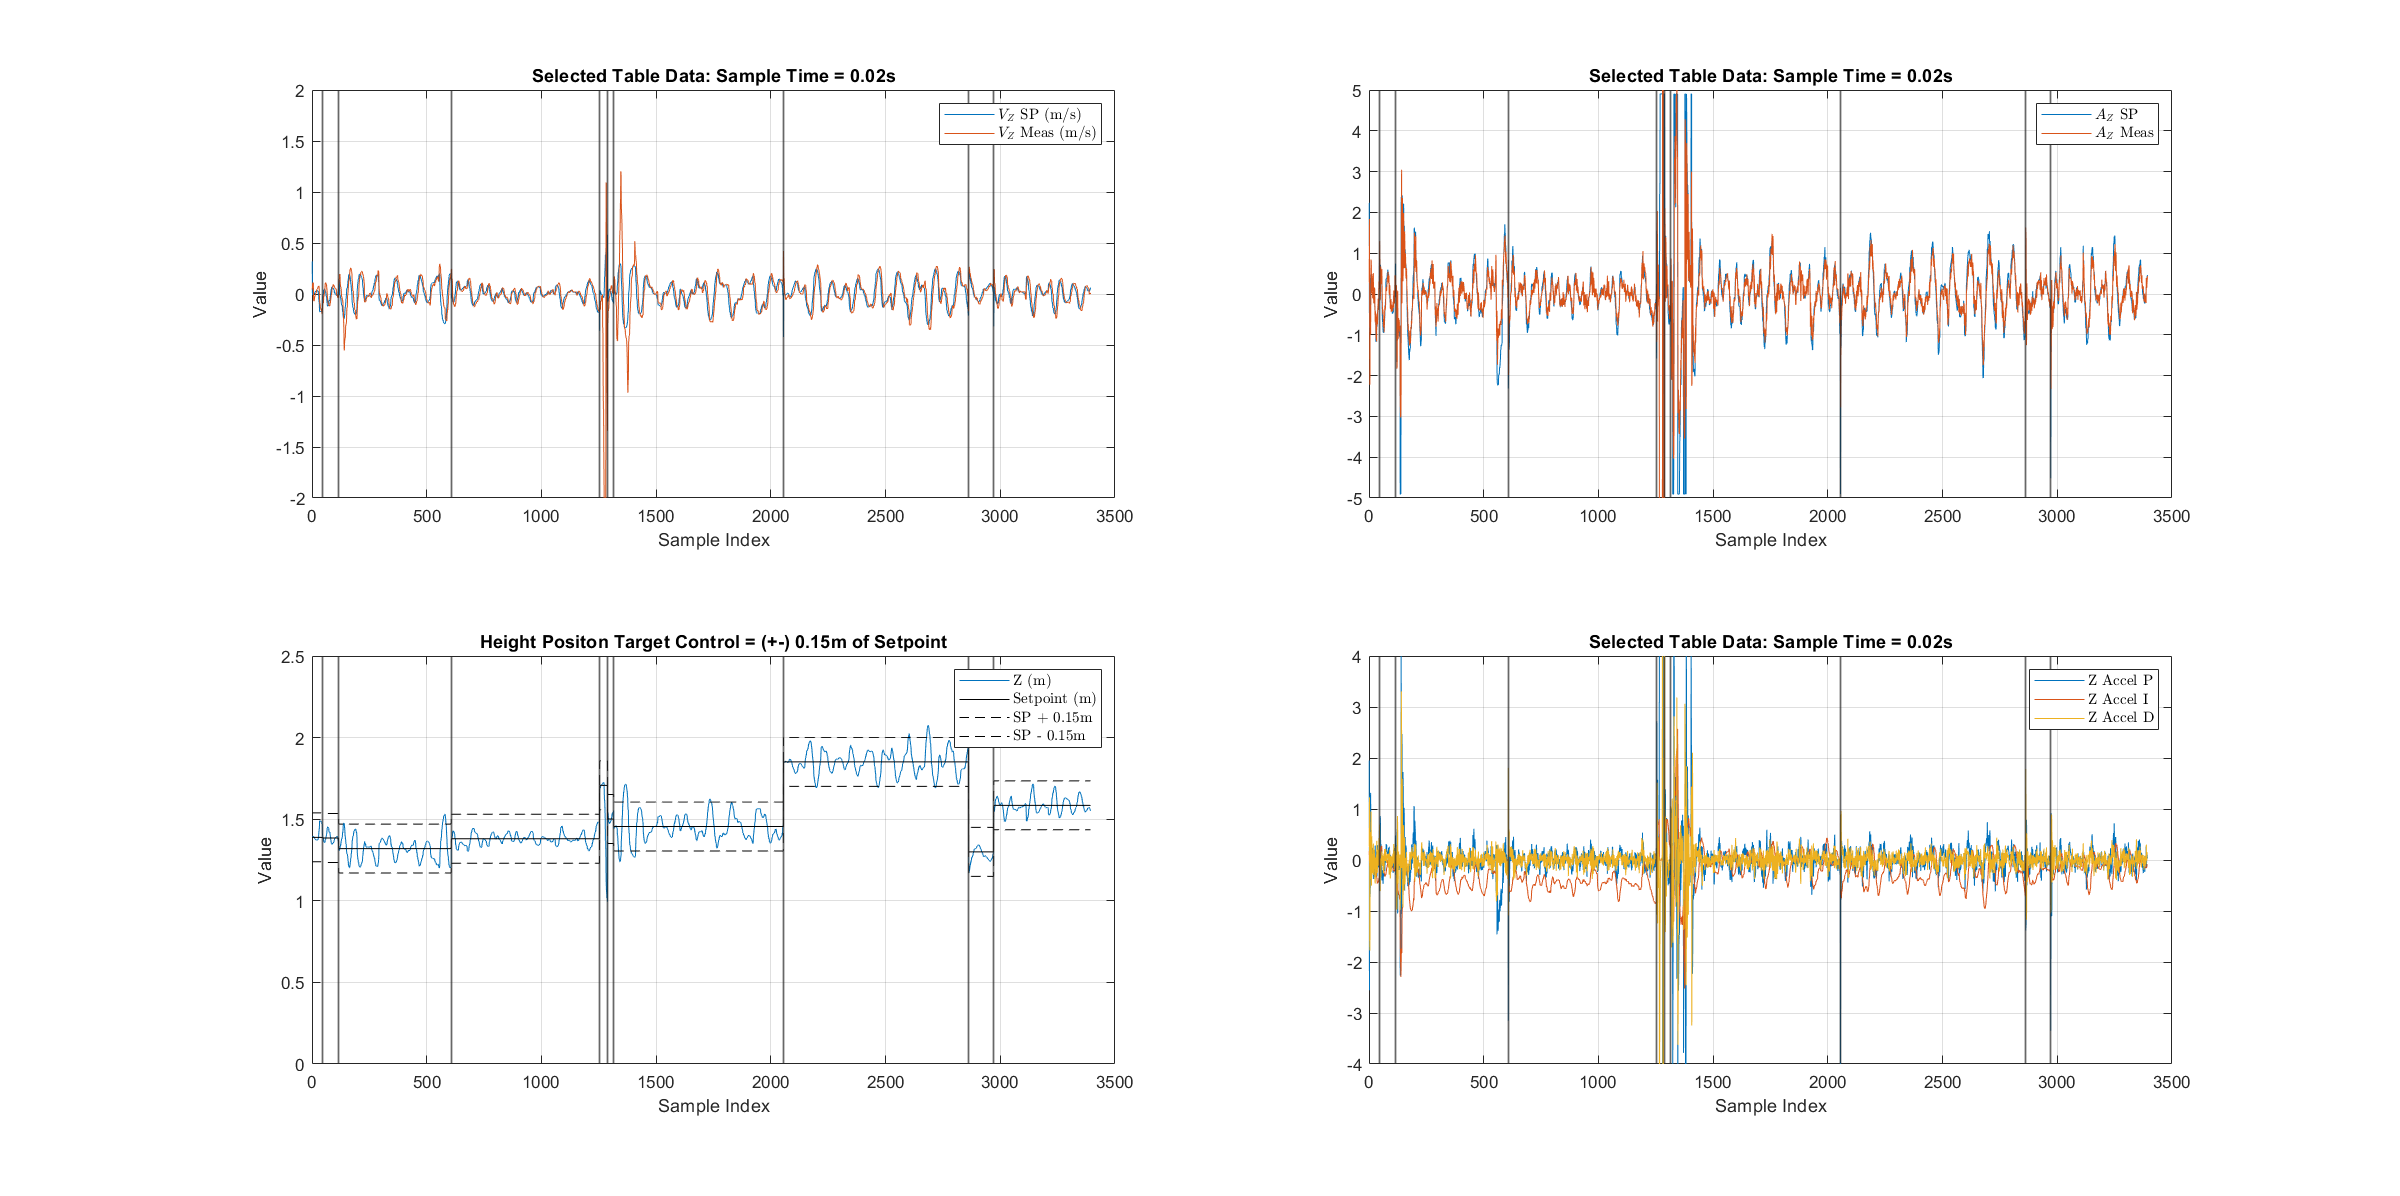 Selected Table Data: Sample Time = 0.02s
2
1.5
1
0.5
0
-0.5
-1
-1.5
-2
Value
V_Z SP (m/s)
V_Z Meas (m/s)
0 500 1000 1500 2000 2500 3000 3500
Sample Index
Selected Table Data: Sample Time = 0.02s
5
4
3
2
1
0
-1
-2
-3
-4
-5
Value
A_Z SP
A_Z Meas
0 500 1000 1500 2000 2500 3000 3500
Sample Index
Height Positon Target Control = (+-) 0.15m of Setpoint
2.5
2
1.5
1
0.5
0
Value
Z (m)
Setpoint (m)
SP + 0.15m
SP - 0.15m
0 500 1000 1500 2000 2500 3000 3500
Sample Index
Selected Table Data: Sample Time = 0.02s
4
3
2
1
0
-1
-2
-3
-4
Value
Z Accel P
Z Accel I
Z Accel D
0 500 1000 1500 2000 2500 3000 3500
Sample Index